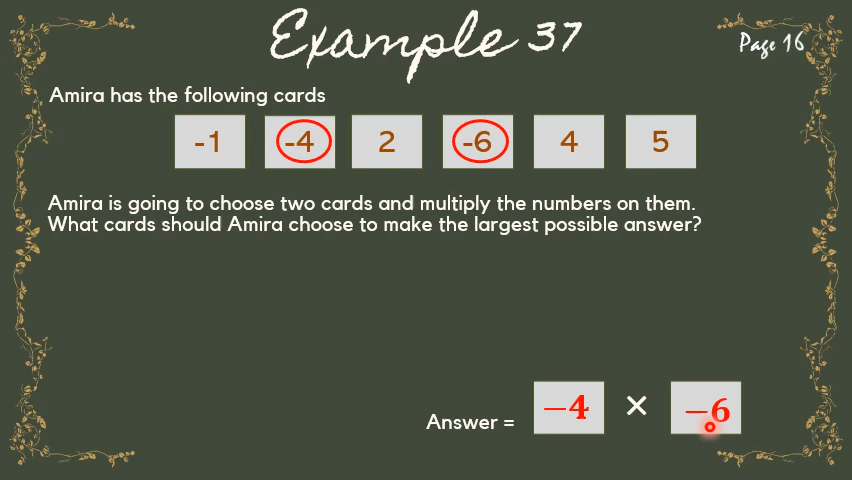 Example 37
Page 16
Amira has the following cards
-1 -4 2 -6 4 5
Amira is going to choose two cards and multiply the numbers on them.
What cards should Amira choose to make the largest possible answer?
Answer = −4 × −6